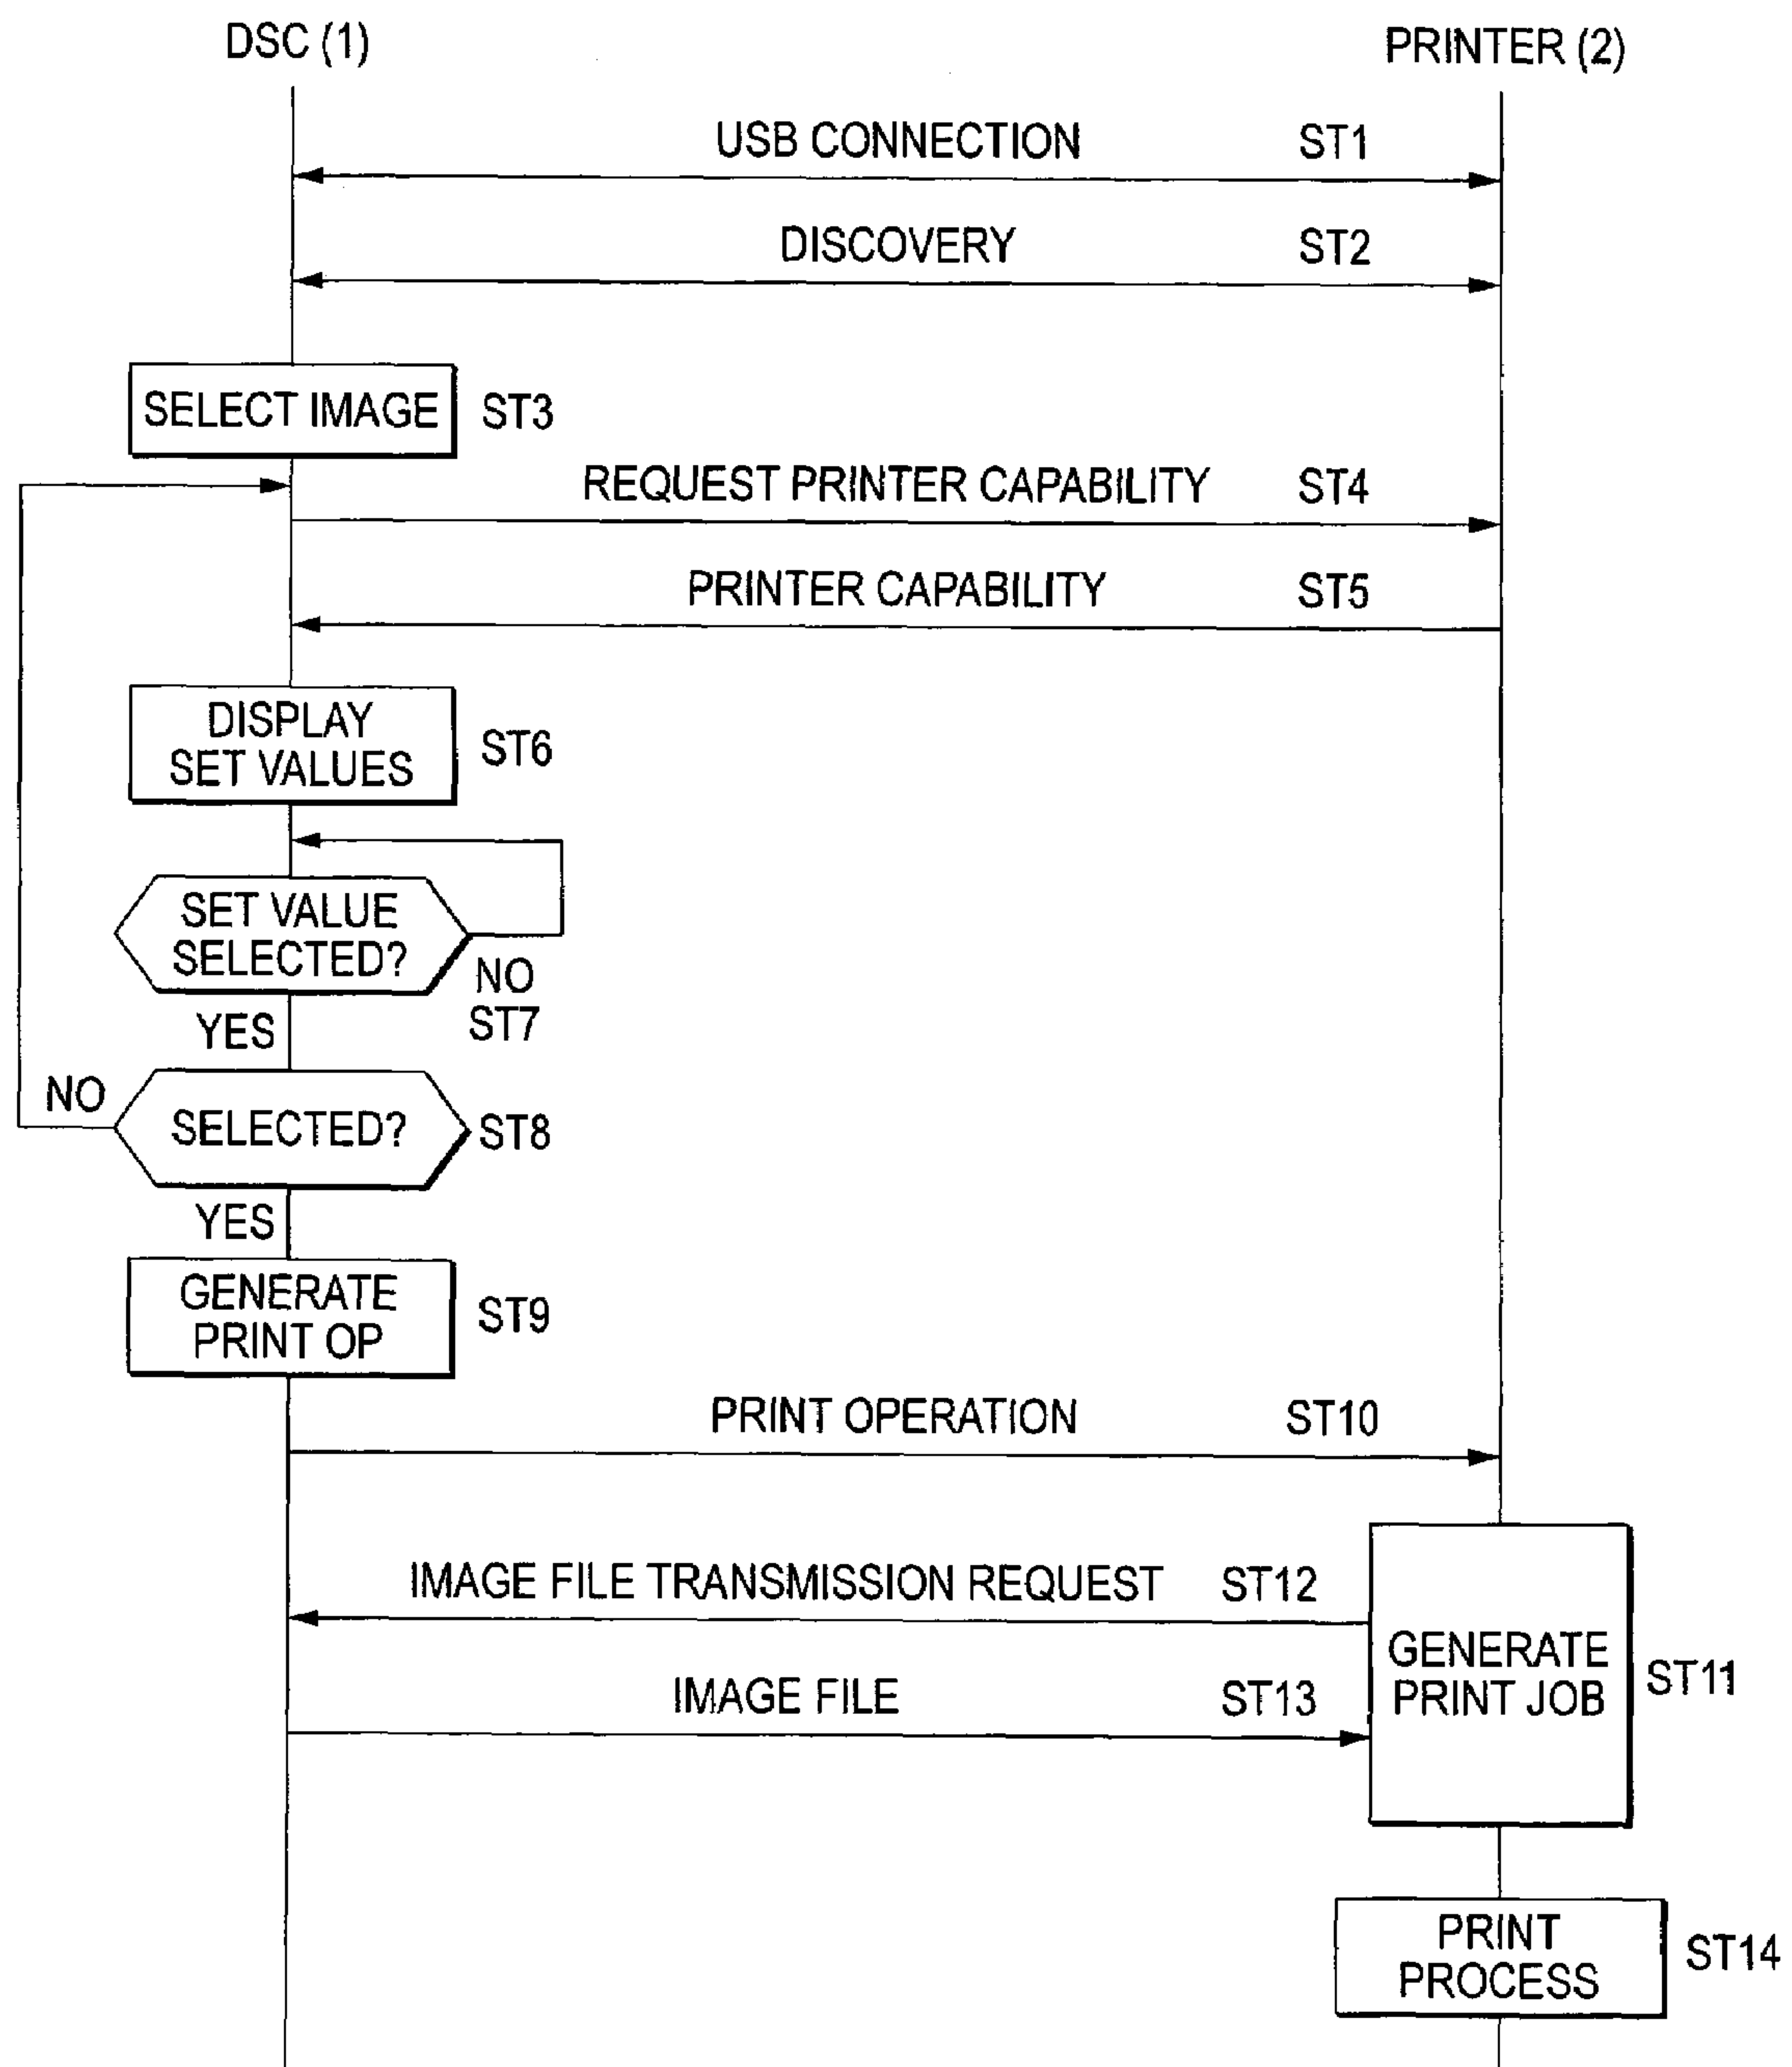 DSC (1)
PRINTER (2)
USB CONNECTION ST1
DISCOVERY ST2
SELECT IMAGE ST3
REQUEST PRINTER CAPABILITY ST4
PRINTER CAPABILITY ST5
DISPLAY
SET VALUES
ST6
SET VALUE
SELECTED?
NO
ST7
YES
NO
SELECTED?
ST8
YES
GENERATE
PRINT OP
ST9
PRINT OPERATION ST10
IMAGE FILE TRANSMISSION REQUEST ST12
GENERATE
PRINT JOB
ST11
IMAGE FILE ST13
PRINT
PROCESS
ST14